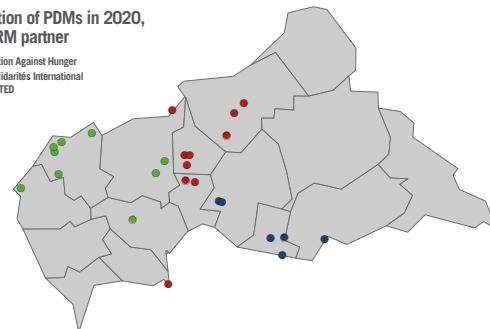 tion of PDMs in 2020,
RM partner
tion Against Hunger
lidarités International
TED